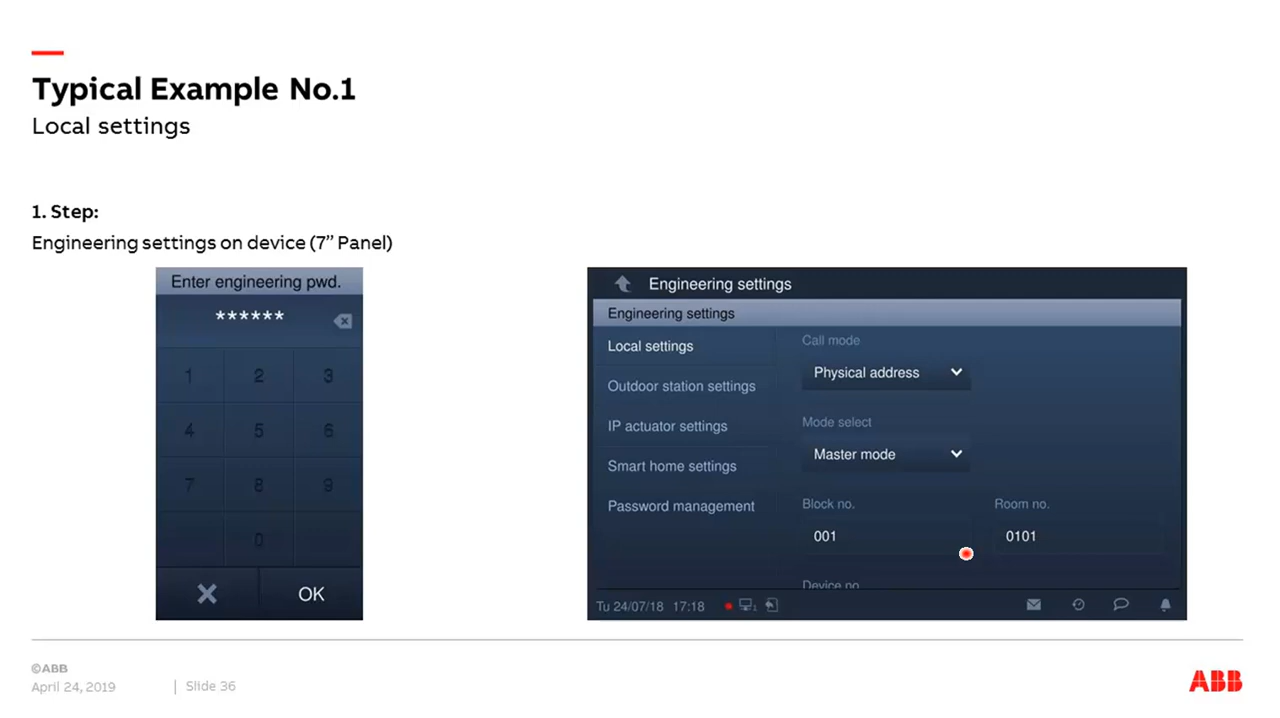 Typical Example No.1
Local settings
1. Step:
Engineering settings on device (7” Panel)
Enter engineering pwd.
******
1 2 3
4 5 6
7 8 9
0
OK
Engineering settings
Engineering settings
Local settings
Outdoor station settings
IP actuator settings
Smart home settings
Password management
Call mode
Physical address
Mode select
Master mode
Block no. Room no.
001 0101
Device no.
Tu 24/07/18 17:18
1
©ABB
April 24, 2019 | Slide 36
ABB